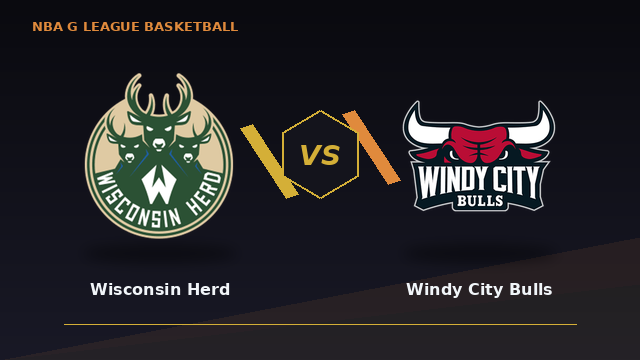 NBA G LEAGUE BASKETBALL
WISCONSIN HERD
W
VS
WINDY CITY
BULLS
Wisconsin Herd
Windy City Bulls